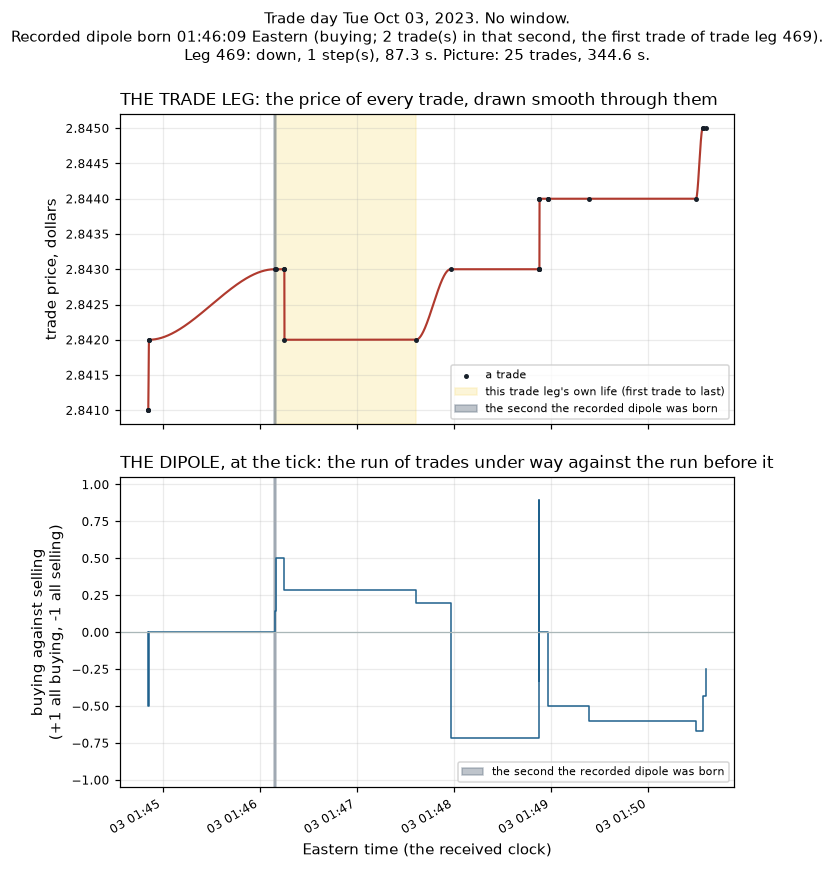 Trade day Tue Oct 03, 2023. No window.
Recorded dipole born 01:46:09 Eastern (buying; 2 trade(s) in that second, the first trade of trade leg 469).
Leg 469: down, 1 step(s), 87.3 s. Picture: 25 trades, 344.6 s.
THE TRADE LEG: the price of every trade, drawn smooth through them
trade price, dollars
2.8450
2.8445
2.8440
2.8435
2.8430
2.8425
2.8420
2.8415
2.8410
a trade
this trade leg's own life (first trade to last)
the second the recorded dipole was born
THE DIPOLE, at the tick: the run of trades under way against the run before it
buying against selling
(+1 all buying, -1 all selling)
1.00
0.75
0.50
0.25
0.00
−0.25
−0.50
−0.75
−1.00
the second the recorded dipole was born
03 01:45
03 01:46
03 01:47
03 01:48
03 01:49
03 01:50
Eastern time (the received clock)